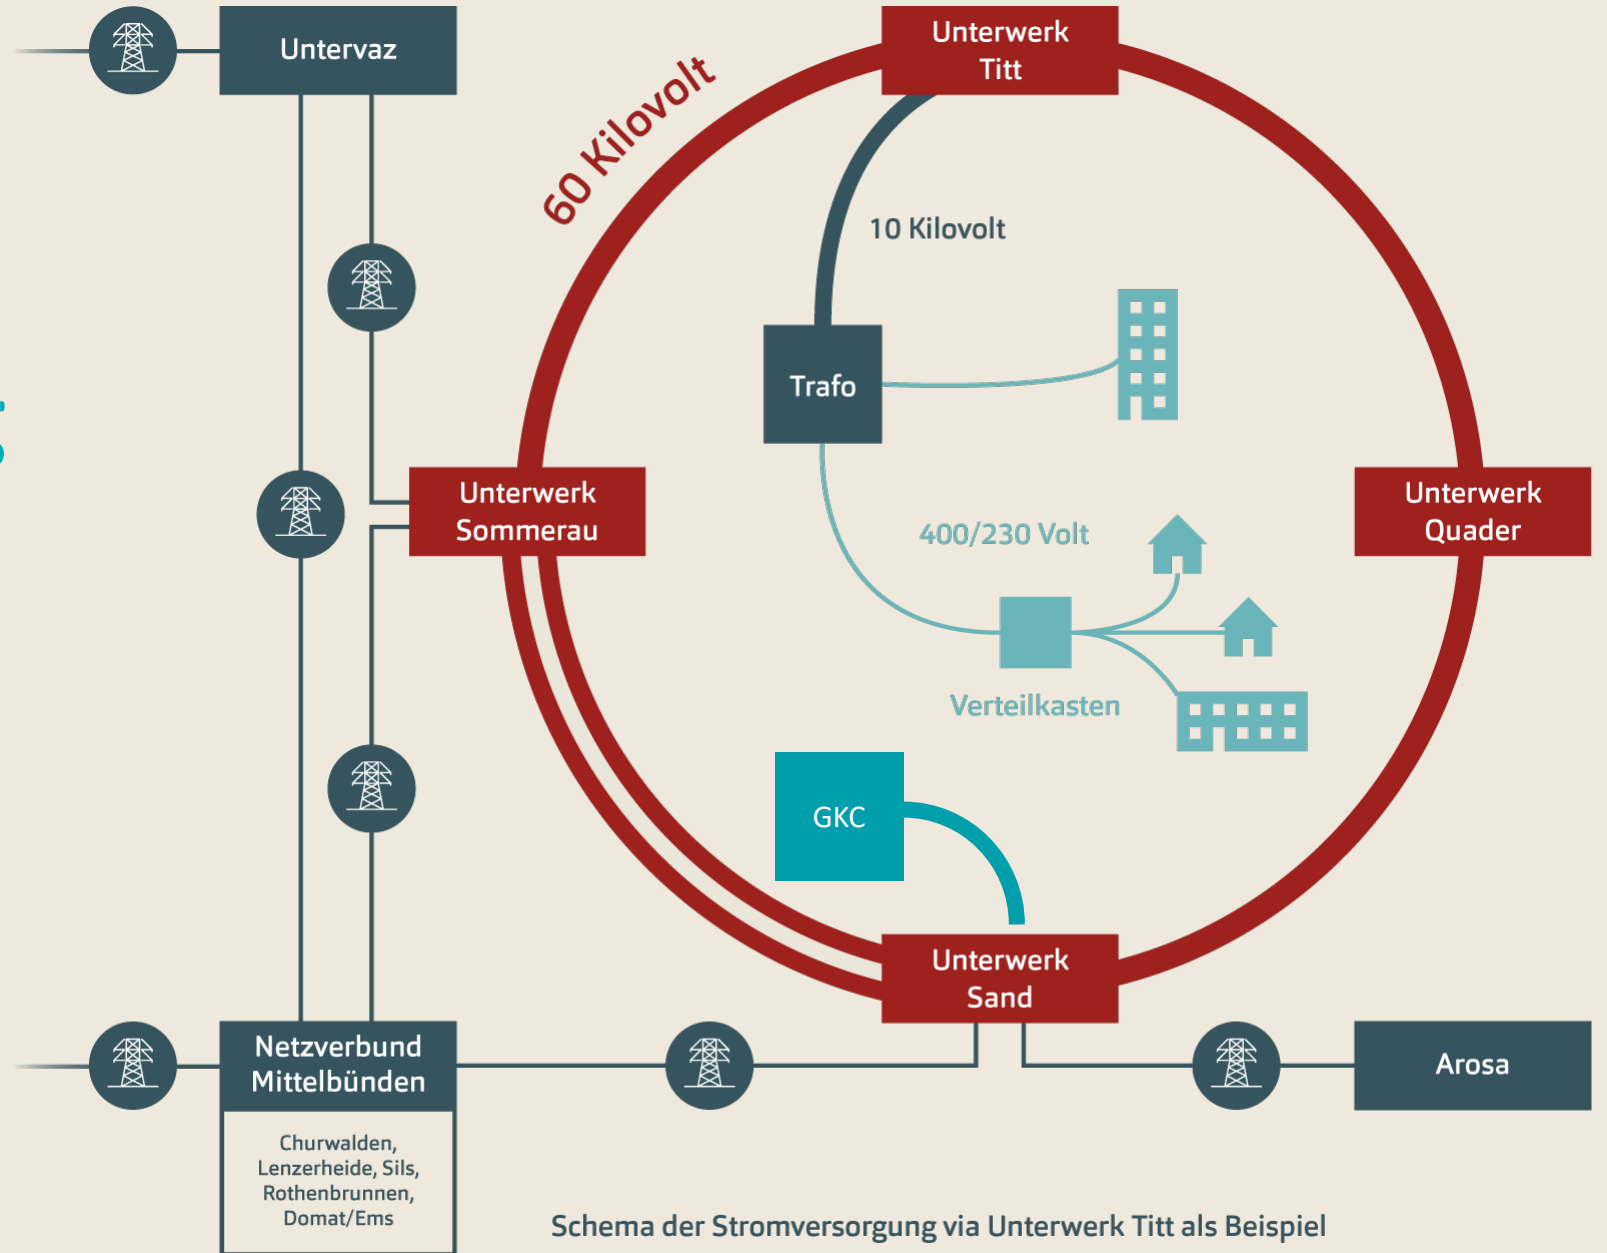 Untervaz
Unterwerk
Titt
60 Kilovolt
10 Kilovolt
Trafo
Unterwerk
Sommerau
Unterwerk
Quader
400/230 Volt
Verteilkasten
GKC
Unterwerk
Sand
Netzverbund
Mittelbünden
Arosa
Churwalden,
Lenzerheide, Sils,
Rothenbrunnen,
Domat/Ems
Schema der Stromversorgung via Unterwerk Titt als Beispiel